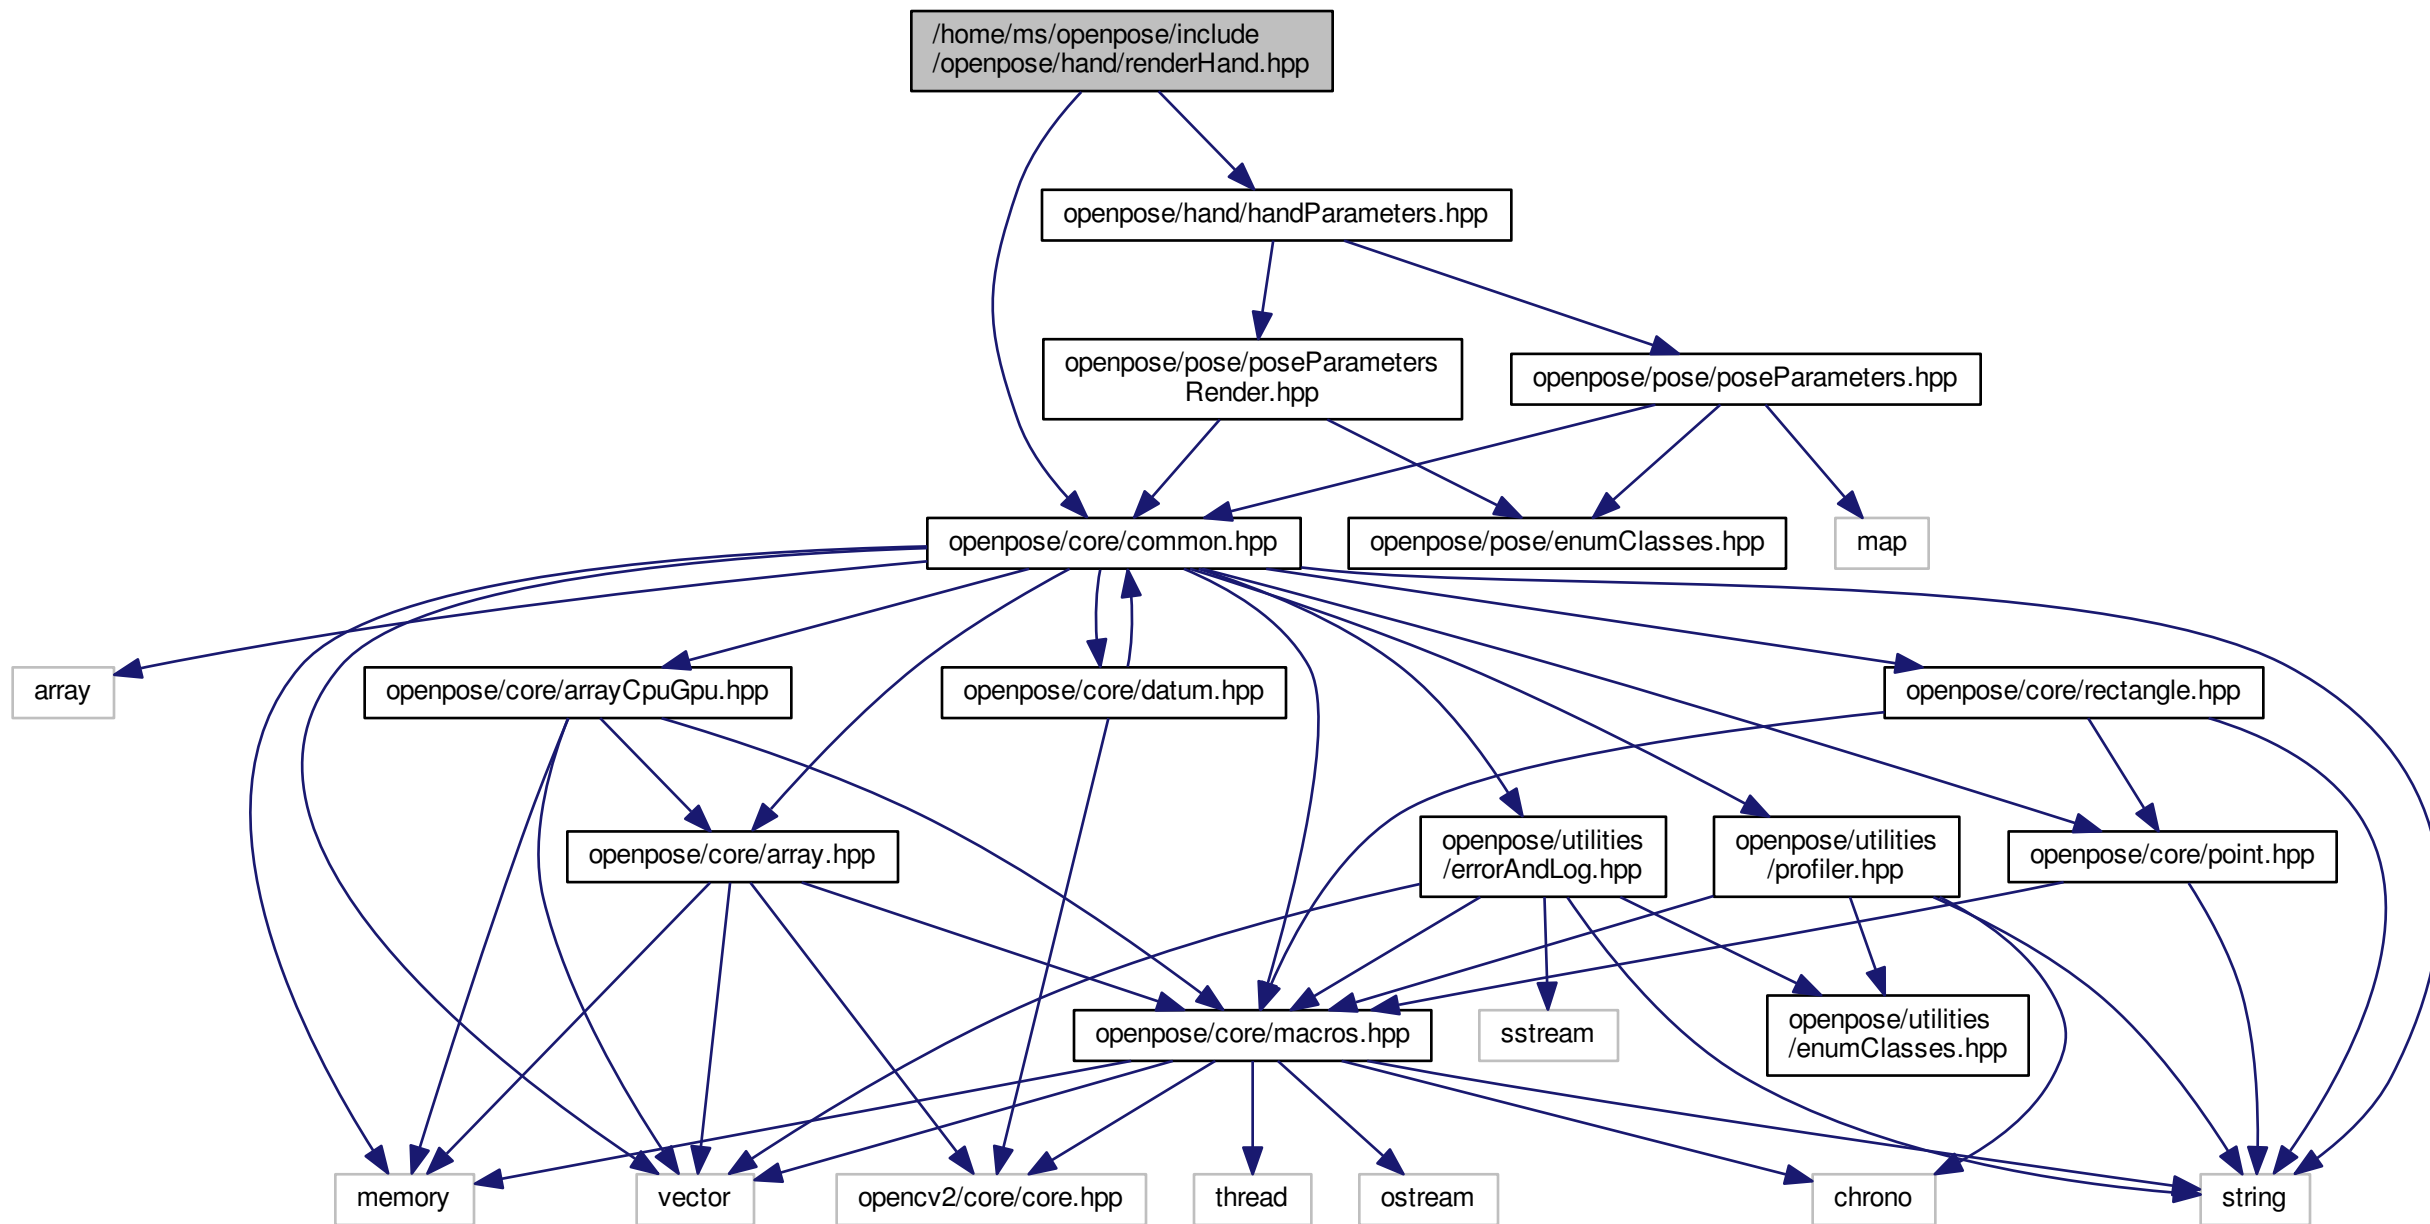 /home/ms/openpose/include
/openpose/hand/renderHand.hpp
openpose/hand/handParameters.hpp
openpose/pose/poseParameters
Render.hpp
openpose/pose/poseParameters.hpp
openpose/core/common.hpp
openpose/pose/enumClasses.hpp
map
array
openpose/core/arrayCpuGpu.hpp
openpose/core/datum.hpp
openpose/core/rectangle.hpp
openpose/core/array.hpp
openpose/utilities
/errorAndLog.hpp
openpose/utilities
/profiler.hpp
openpose/core/point.hpp
openpose/core/macros.hpp
sstream
openpose/utilities
/enumClasses.hpp
memory
vector
opencv2/core/core.hpp
thread
ostream
chrono
string